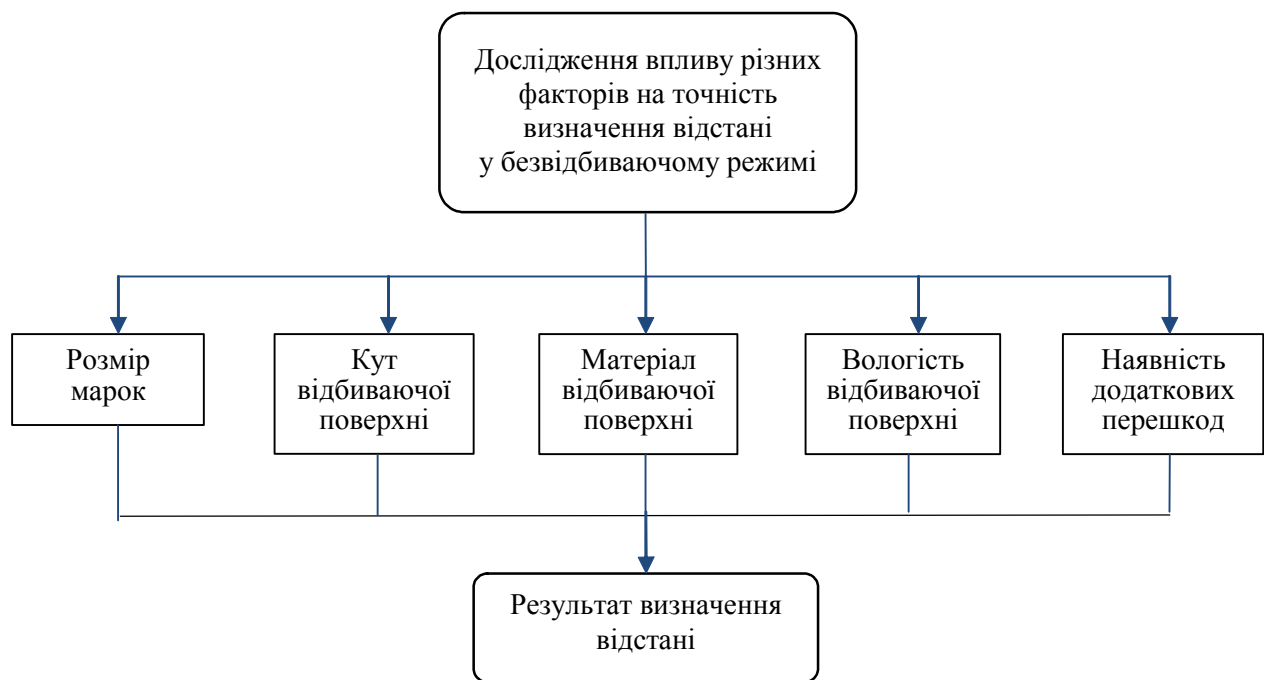 Дослідження впливу різних
факторів на точність
визначення відстані
у безвідбиваючому режимі
Розмір
марок
Кут
відбиваючої
поверхні
Матеріал
відбиваючої
поверхні
Вологість
відбиваючої
поверхні
Наявність
додаткових
перешкод
Результат визначення
відстані